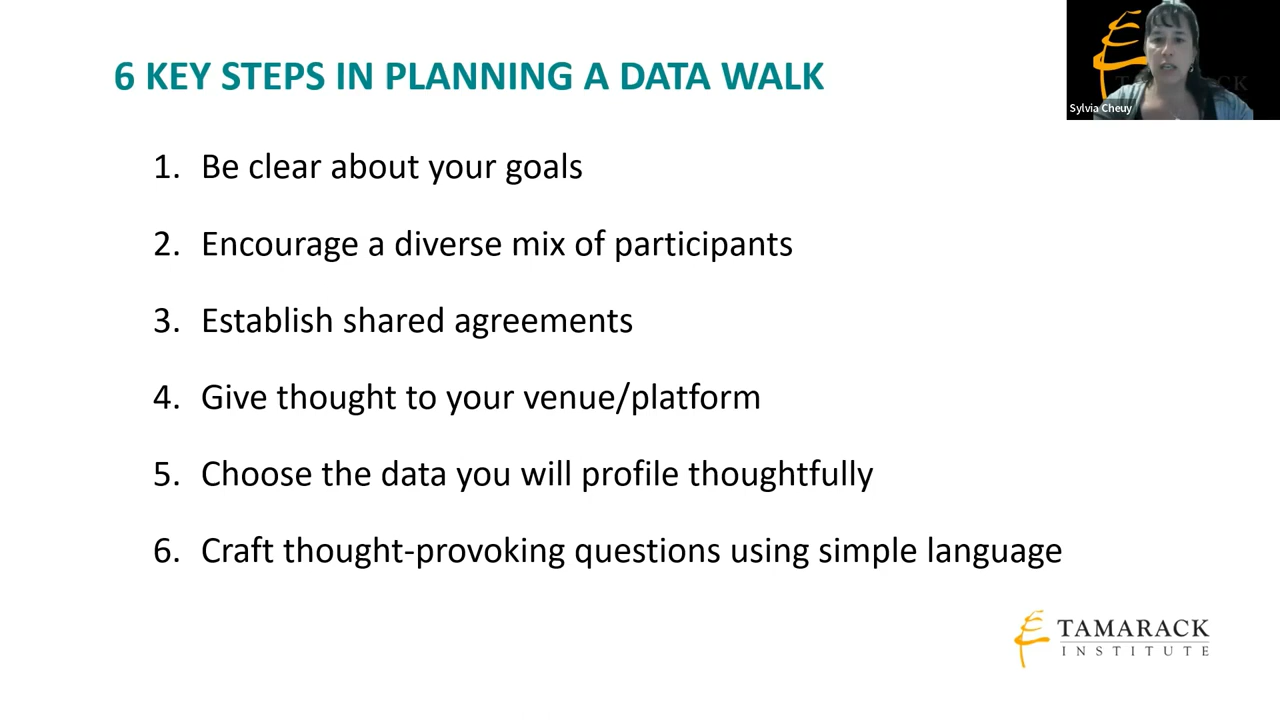 6 KEY STEPS IN PLANNING A DATA WALK
Sylvia Cheuy
1. Be clear about your goals
2. Encourage a diverse mix of participants
3. Establish shared agreements
4. Give thought to your venue/platform
5. Choose the data you will profile thoughtfully
6. Craft thought-provoking questions using simple language
TAMARACK
INSTITUTE